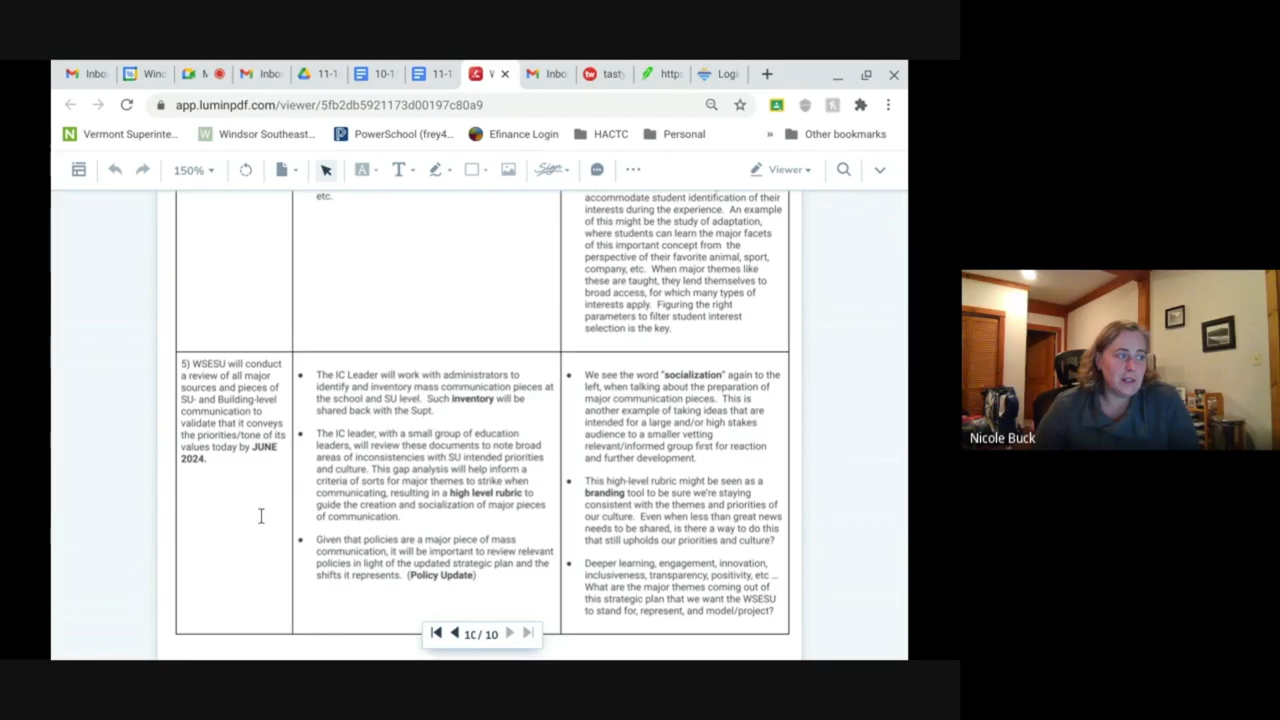 Inbo
Wind
M
Inbo
11-1
10-1
11-1
V
Inbo
tasty
http
Logi
app.luminpdf.com/viewer/5fb2db5921173d00197c80a9
Vermont Superinte...
Windsor Southeast...
PowerSchool (frey4...
Efinance Login
HACTC
Personal
»
Other bookmarks
150%
Sign
Viewer
etc.
accommodate student identification of their
interests during the experience. An example
of this might be the study of adaptation,
where students can learn the major facets
of this important concept from the
perspective of their favorite animal, sport,
company, etc. When major themes like
these are taught, they lend themselves to
broad access, for which many types of
interests apply. Figuring the right
parameters to filter student interest
selection is the key.
5) WSESU will conduct
a review of all major
sources and pieces of
SU- and Building-level
communication to
validate that it conveys
the priorities/tone of its
values today by JUNE
2024.
The IC Leader will work with administrators to
identify and inventory mass communication pieces at
the school and SU level. Such inventory will be
shared back with the Supt.
The IC leader, with a small group of education
leaders, will review these documents to note broad
areas of inconsistencies with SU intended priorities
and culture. This gap analysis will help inform a
criteria of sorts for major themes to strike when
communicating, resulting in a high level rubric to
guide the creation and socialization of major pieces
of communication.
Given that policies are a major piece of mass
communication, it will be important to review relevant
policies in light of the updated strategic plan and the
shifts it represents. (Policy Update)
We see the word "socialization" again to the
left, when talking about the preparation of
major communication pieces. This is
another example of taking ideas that are
intended for a large and/or high stakes
audience to a smaller vetting
relevant/informed group first for reaction
and further development.
This high-level rubric might be seen as a
branding tool to be sure we're staying
consistent with the themes and priorities of
our culture. Even when less than great news
needs to be shared, is there a way to do this
that still upholds our priorities and culture?
Deeper learning, engagement, innovation,
inclusiveness, transparency, positivity, etc ...
What are the major themes coming out of
this strategic plan that we want the WSESU
to stand for, represent, and model/project?
10 / 10
Nicole Buck